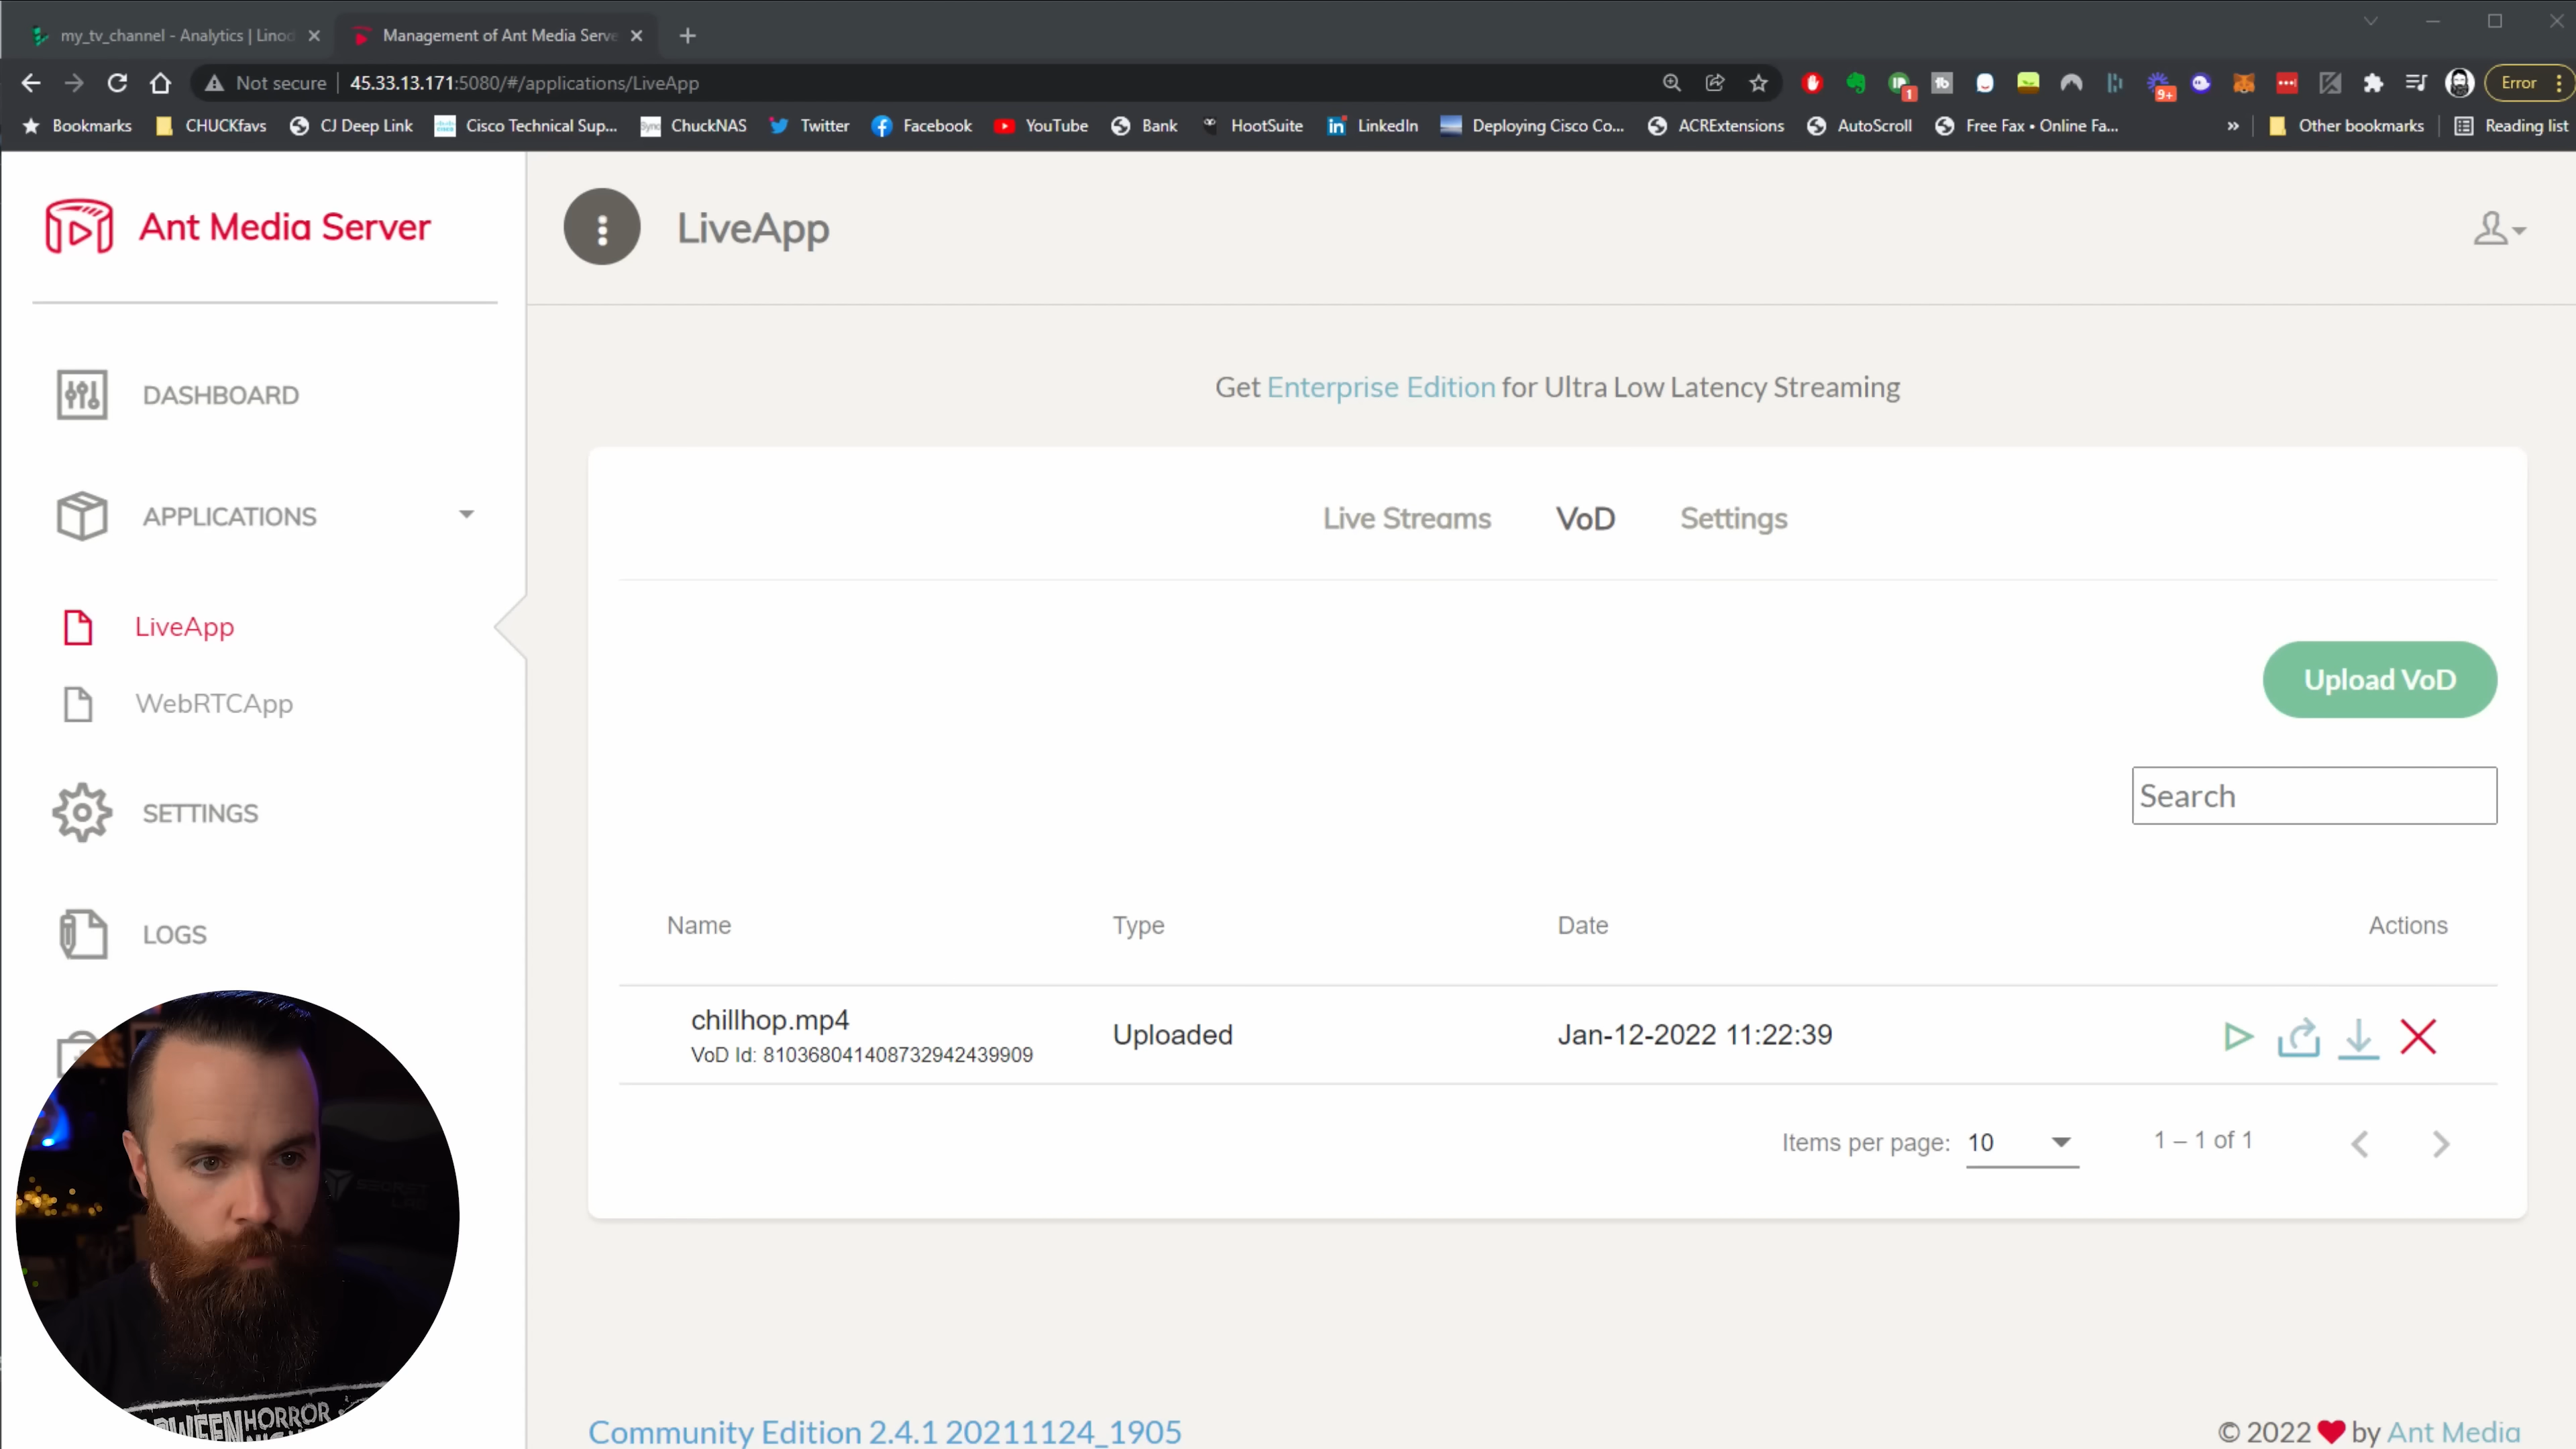 my_tv_channel - Analytics | Linod
Management of Ant Media Serve
Not secure | 45.33.13.171:5080/#/applications/LiveApp
1
9+
Error
Bookmarks
CHUCKfavs
CJ Deep Link
Cisco Technical Sup...
ChuckNAS
Twitter
Facebook
YouTube
Bank
HootSuite
LinkedIn
Deploying Cisco Co...
ACRExtensions
AutoScroll
Free Fax • Online Fa...
»
Other bookmarks
Reading list
Ant Media Server
LiveApp
DASHBOARD
APPLICATIONS
LiveApp
WebRTCApp
SETTINGS
LOGS
Get Enterprise Edition for Ultra Low Latency Streaming
Live Streams VoD Settings
Upload VoD
Search
Name Type Date Actions
chillhop.mp4
VoD Id: 810368041408732942439909
Uploaded
Jan-12-2022 11:22:39
Items per page: 10
1 – 1 of 1
HORROR
Community Edition 2.4.1 20211124_1905
© 2022 ❤ by Ant Media